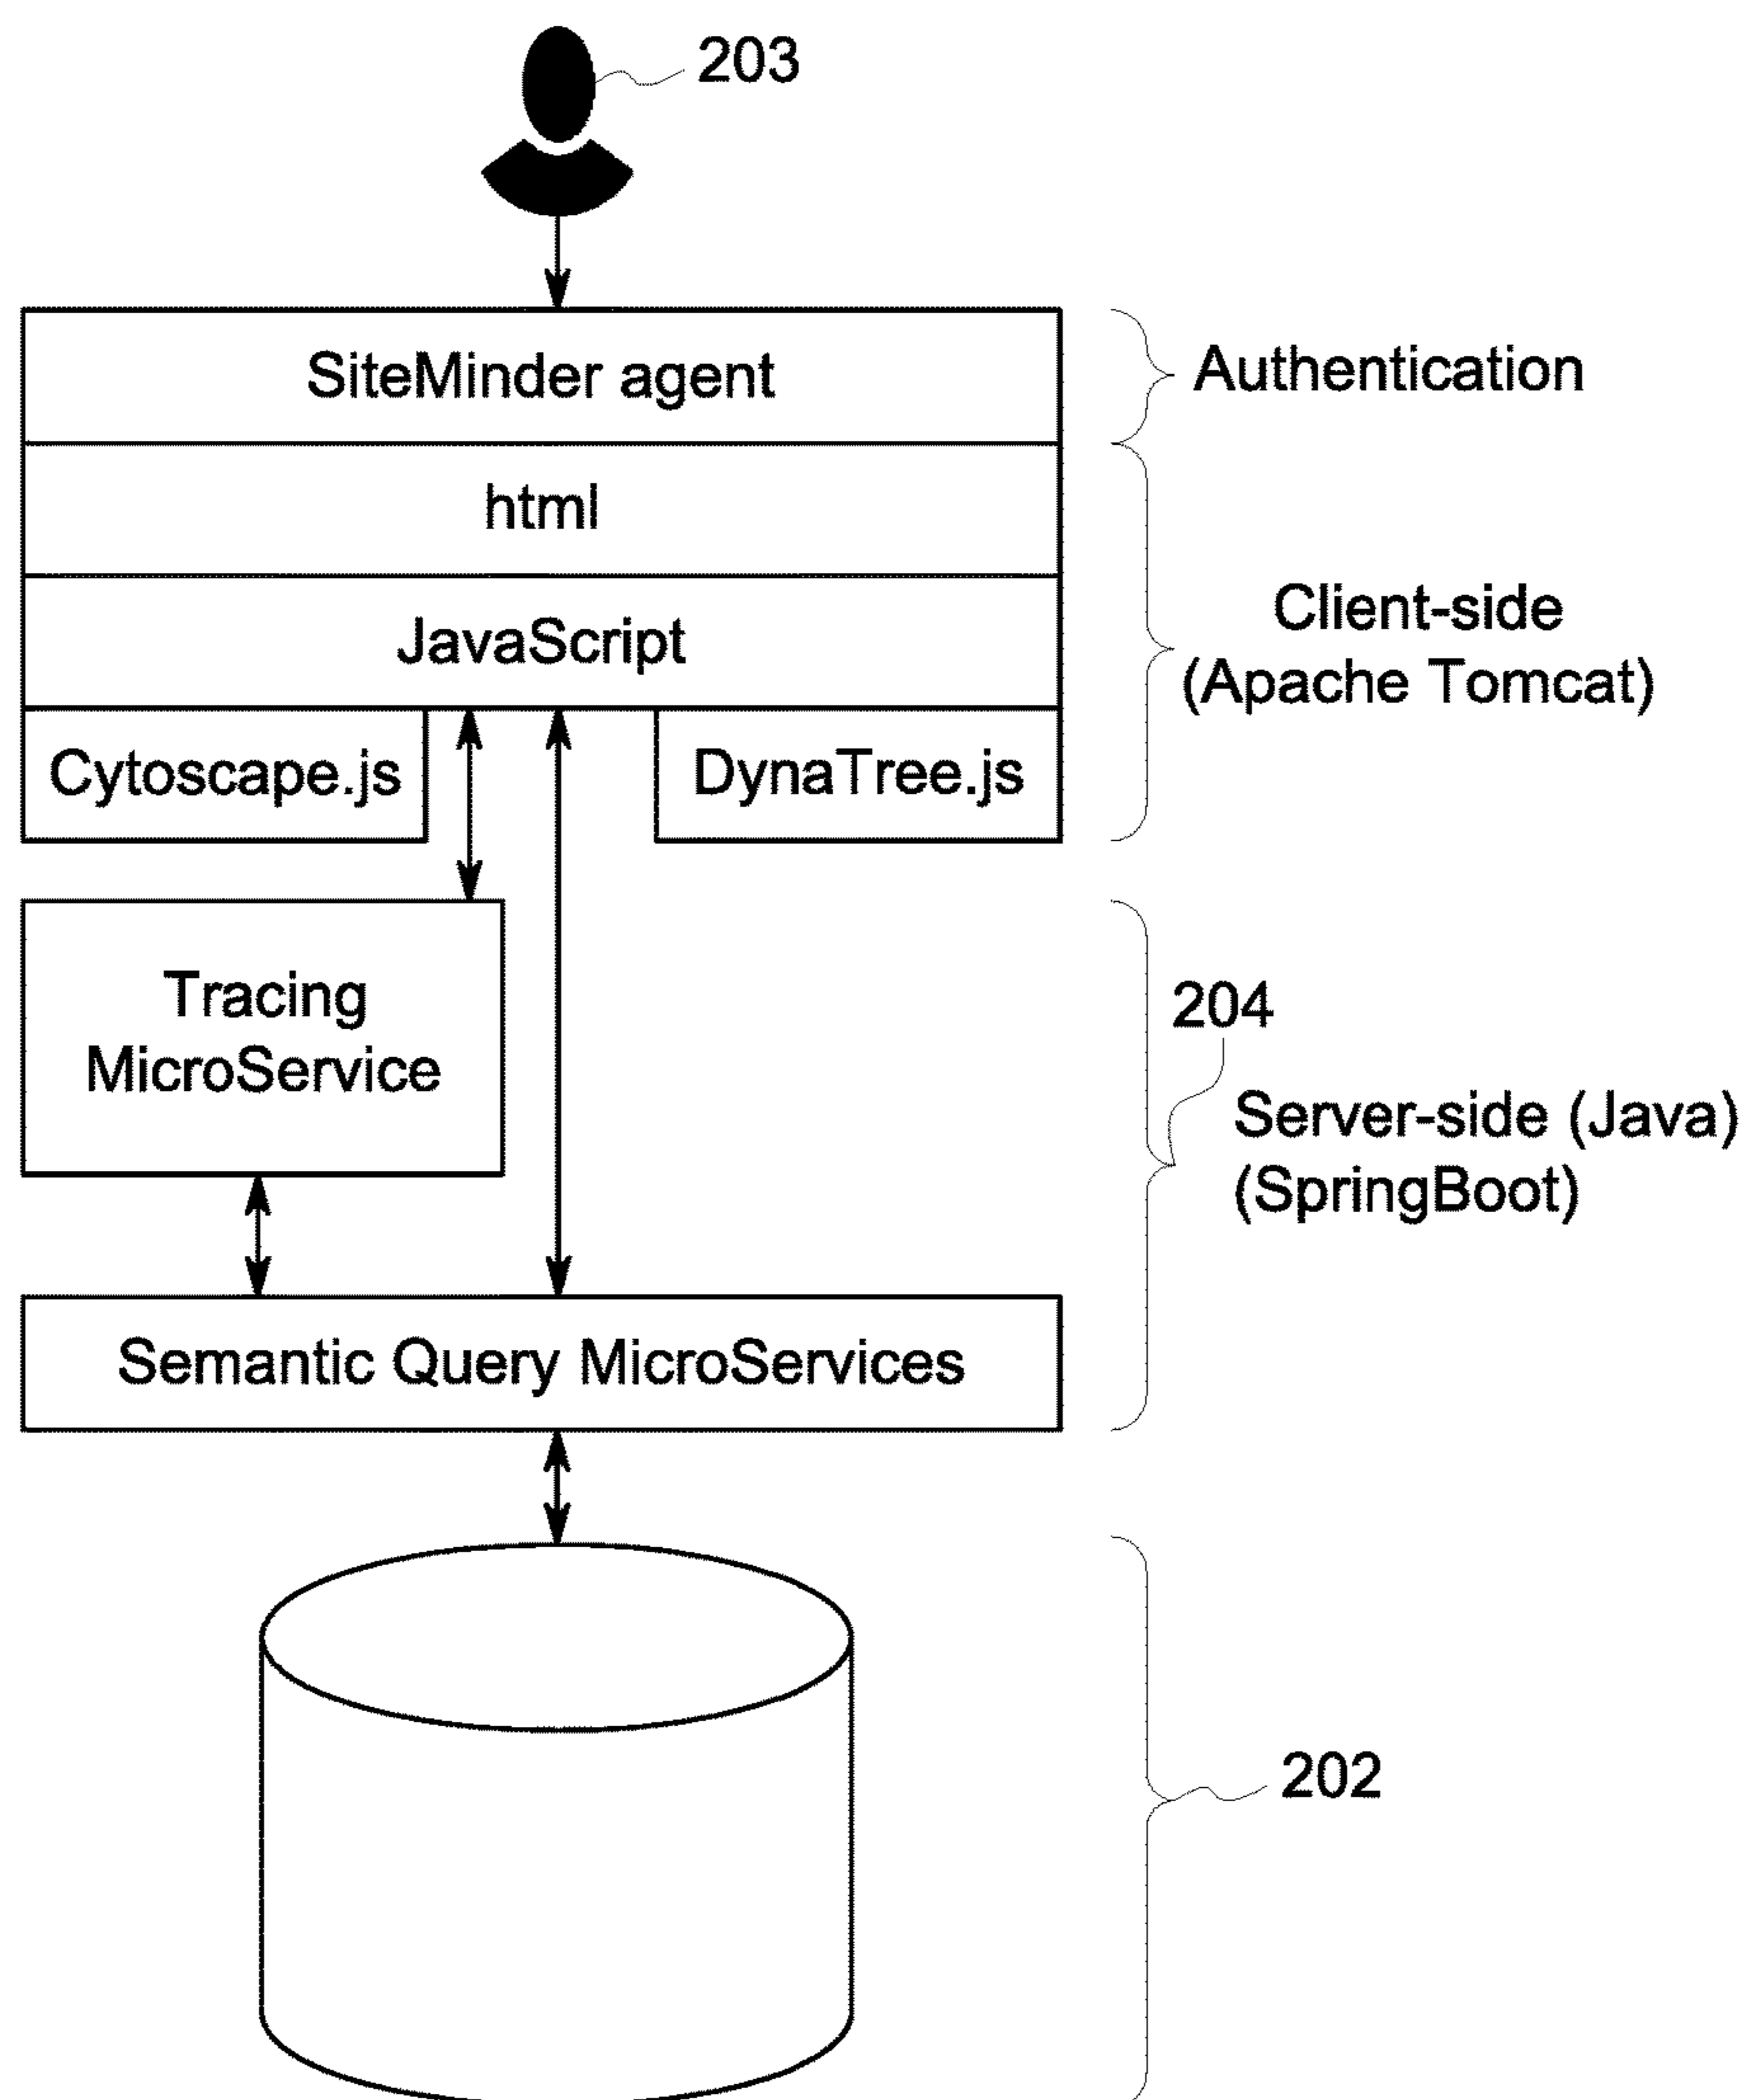 203
SiteMinder agent
Authentication
html
JavaScript
Client-side
(Apache Tomcat)
Cytoscape.js
DynaTree.js
Tracing
MicroService
204
Server-side (Java)
(SpringBoot)
Semantic Query MicroServices
202